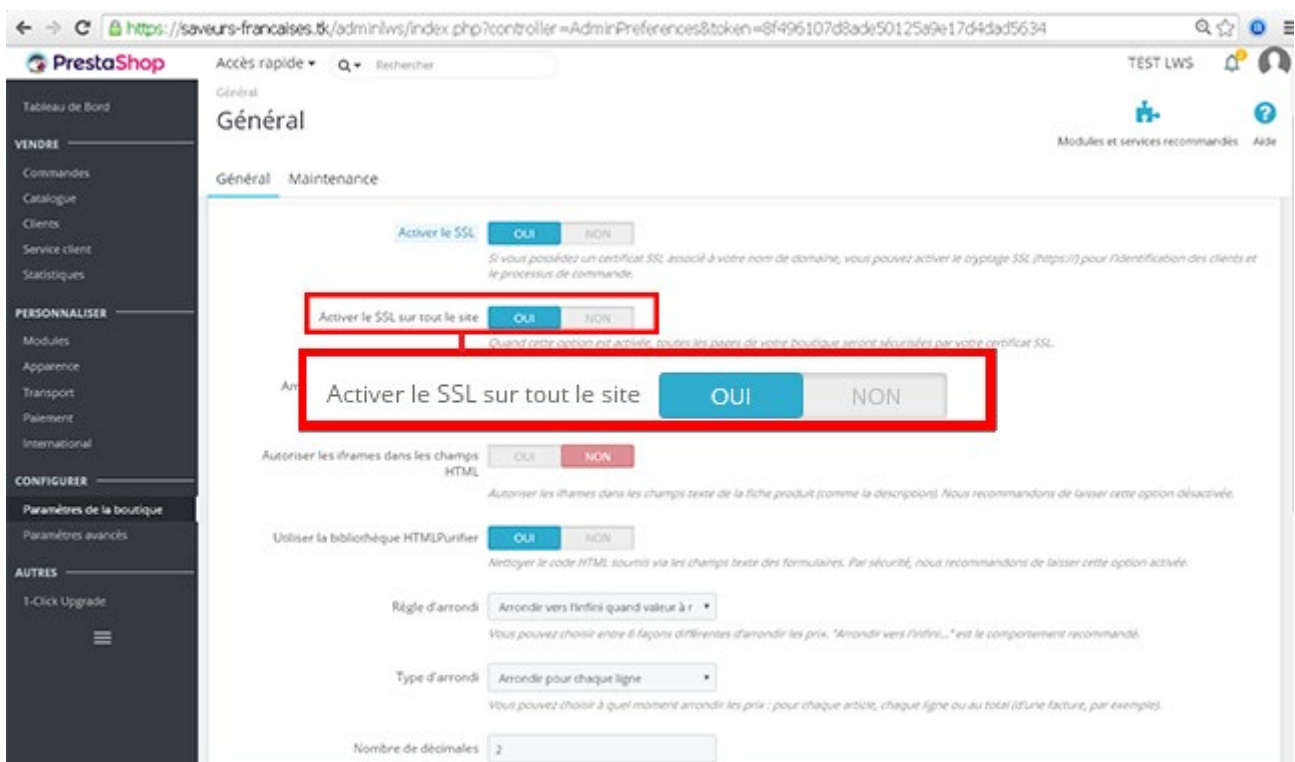 https://saveurs-francaises.tk/adminlws/index.php?controller=AdminPreferences&token=8f496107d8ade50125a9e17d4dad5634
PrestaShop
Accès rapide
Rechercher
TEST LWS
Général
Général
Modules et services recommandés
Aide
Général
Maintenance
Tableau de Bord
VENDRE
Commandes
Catalogue
Clients
Service client
Statistiques
PERSONNALISER
Modules
Apparence
Transport
Paiement
International
CONFIGURER
Paramètres de la boutique
Paramètres avancés
AUTRES
1-Click Upgrade
Activer le SSL OUI NON
Si vous possédez un certificat SSL associé à votre nom de domaine, vous pouvez activer le cryptage SSL (https://) pour l'identification des clients et
le processus de commande.
Activer le SSL sur tout le site OUI NON
Quand cette option est activée, toutes les pages de votre boutique seront sécurisées par votre certificat SSL.
Activer le SSL sur tout le site OUI NON
Autoriser les iframes dans les champs OUI NON
HTML
Autoriser les iframes dans les champs texte de la fiche produit (comme la description). Nous recommandons de laisser cette option désactivée.
Utiliser la bibliothèque HTMLPurifier OUI NON
Nettoyer le code HTML soumis via les champs texte des formulaires. Par sécurité, nous recommandons de laisser cette option activée.
Règle d'arrondi Arrondir vers l'infini quand valeur à r
Vous pouvez choisir entre 6 façons différentes d'arrondir les prix. "Arrondir vers l'infini..." est le comportement recommandé.
Type d'arrondi Arrondir pour chaque ligne
Vous pouvez choisir à quel moment arrondir les prix : pour chaque article, chaque ligne ou au total (d'une facture, par exemple).
Nombre de décimales 2